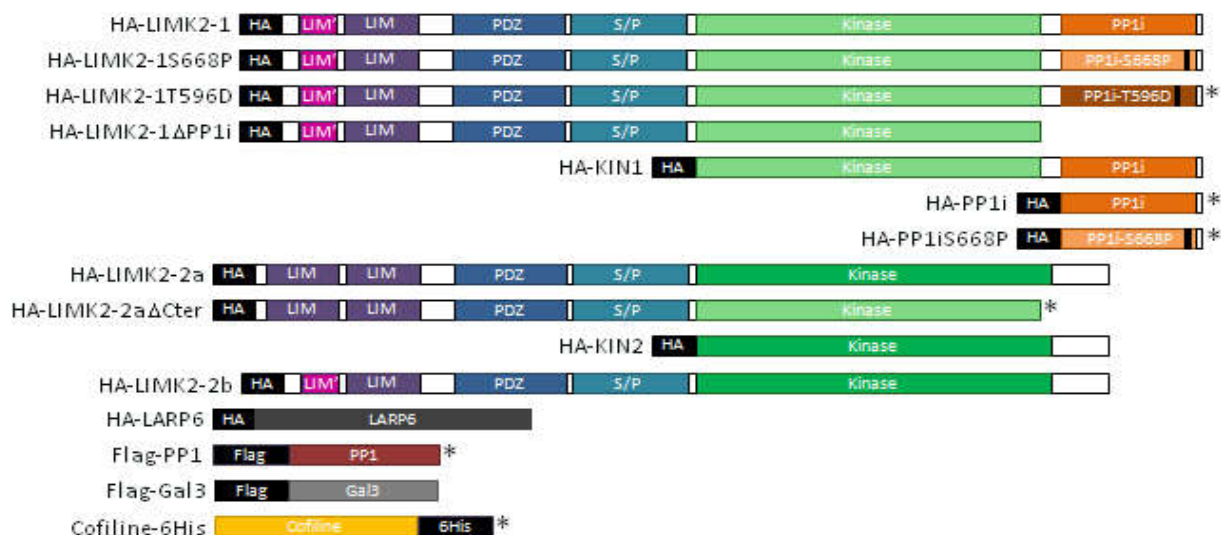 HA-LIMK2-1 HA LIM' LIM PDZ S/P Kinase PP1i
HA-LIMK2-1S668P HA LIM' LIM PDZ S/P Kinase PP1i-S668P
HA-LIMK2-1T596D HA LIM' LIM PDZ S/P Kinase PP1i-T596D *
HA-LIMK2-1ΔPP1i HA LIM' LIM PDZ S/P Kinase
HA-KIN1 HA Kinase PP1i
HA-PP1i HA PP1i *
HA-PP1iS668P HA PP1i-S668P *
HA-LIMK2-2a HA LIM LIM PDZ S/P Kinase
HA-LIMK2-2aΔCter HA LIM LIM PDZ S/P Kinase *
HA-KIN2 HA Kinase
HA-LIMK2-2b HA LIM' LIM PDZ S/P Kinase
HA-LARP6 HA LARP6
Flag-PP1 Flag PP1 *
Flag-Gal3 Flag Gal3
Cofiline-6His Cofiline 6His *